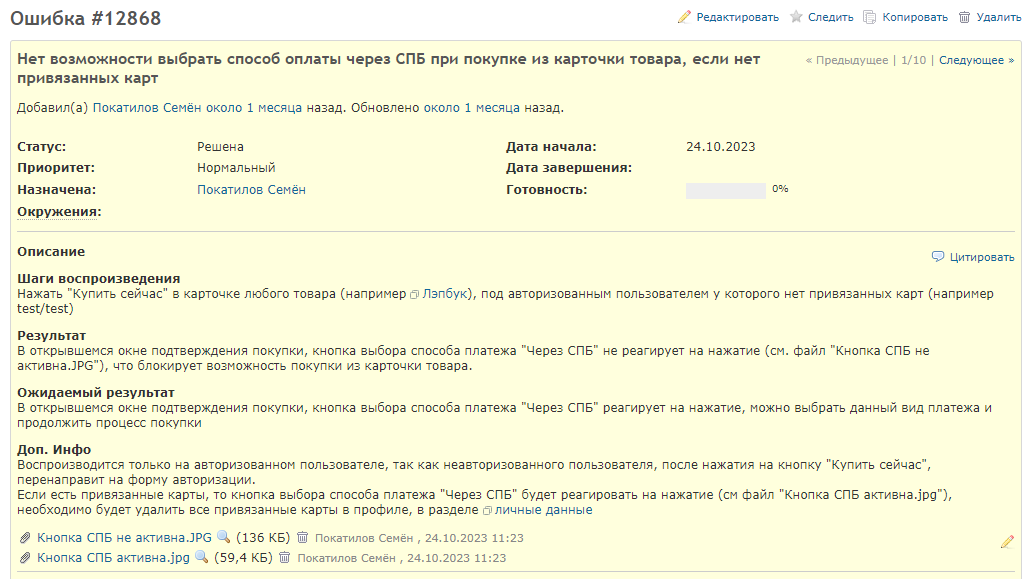 Ошибка #12868
Редактировать Следить Копировать Удалить
Нет возможности выбрать способ оплаты через СПБ при покупке из карточки товара, если нет
привязанных карт
« Предыдущее | 1/10 | Следующее »
Добавил(а) Покатилов Семён около 1 месяца назад. Обновлено около 1 месяца назад.
Статус: Решена Дата начала: 24.10.2023
Приоритет: Нормальный Дата завершения:
Назначена: Покатилов Семён Готовность: 0%
Окружения:
Описание
Цитировать
Шаги воспроизведения
Нажать "Купить сейчас" в карточке любого товара (например Лэпбук), под авторизованным пользователем у которого нет привязанных карт (например
test/test)
Результат
В открывшемся окне подтверждения покупки, кнопка выбора способа платежа "Через СПБ" не реагирует на нажатие (см. файл "Кнопка СПБ не
активна.JPG"), что блокирует возможность покупки из карточки товара.
Ожидаемый результат
В открывшемся окне подтверждения покупки, кнопка выбора способа платежа "Через СПБ" реагирует на нажатие, можно выбрать данный вид платежа и
продолжить процесс покупки
Доп. Инфо
Воспроизводится только на авторизованном пользователе, так как неавторизованного пользователя, после нажатия на кнопку "Купить сейчас",
перенаправит на форму авторизации.
Если есть привязанные карты, то кнопка выбора способа платежа "Через СПБ" будет реагировать на нажатие (см файл "Кнопка СПБ активна.jpg"),
необходимо будет удалить все привязанные карты в профиле, в разделе личные данные
Кнопка СПБ не активна.JPG (136 КБ) Покатилов Семён , 24.10.2023 11:23
Кнопка СПБ активна.jpg (59,4 КБ) Покатилов Семён , 24.10.2023 11:23